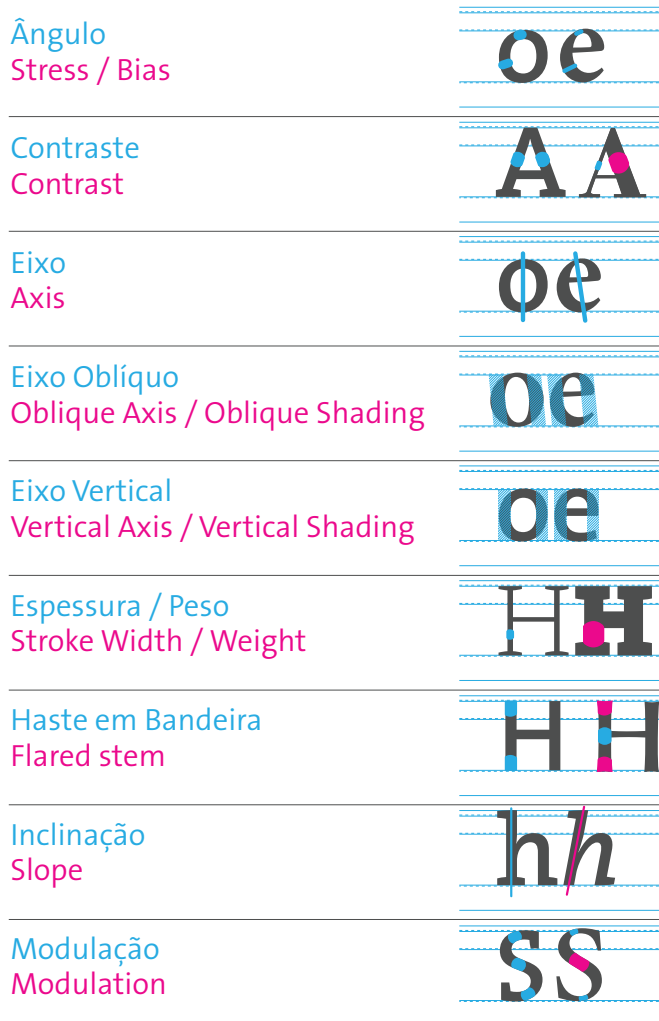 Ângulo
Stress / Bias
oe
Contraste
Contrast
AA
Eixo
Axis
oe
Eixo Oblíquo
Oblique Axis / Oblique Shading
oe
Eixo Vertical
Vertical Axis / Vertical Shading
oe
Espessura / Peso
Stroke Width / Weight
HH
Haste em Bandeira
Flared stem
HH
Inclinação
Slope
hh
Modulação
Modulation
SS